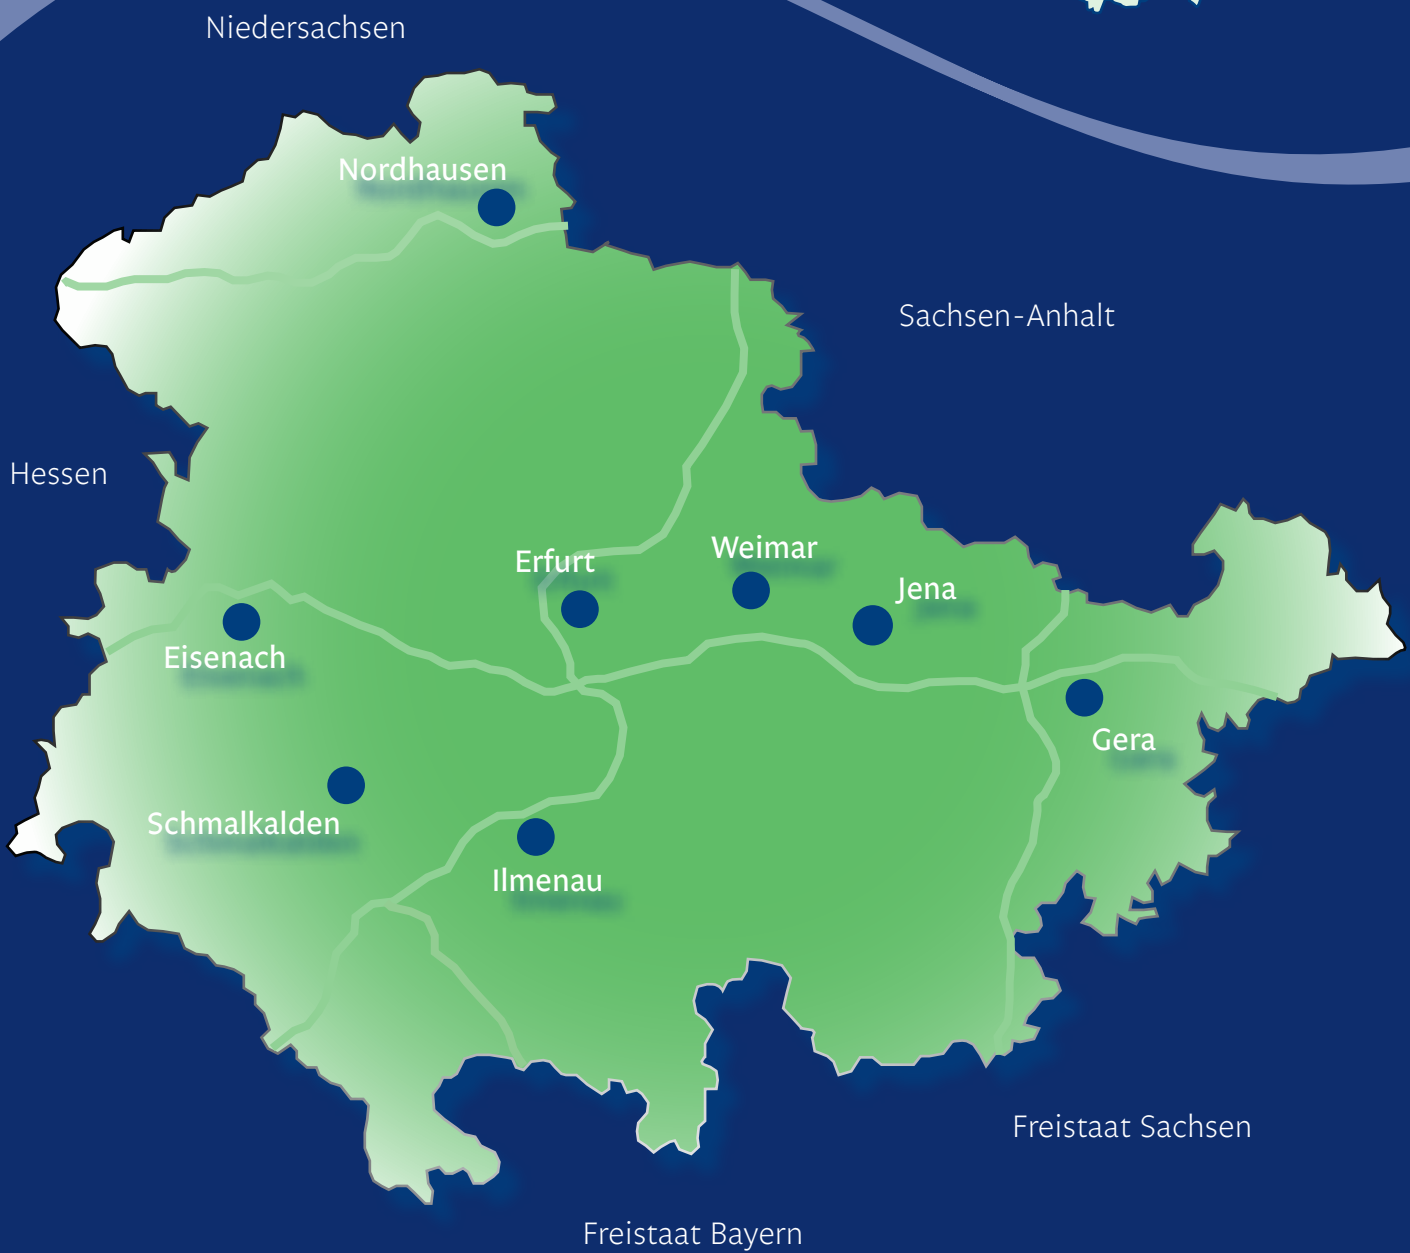 Niedersachsen
Nordhausen
Sachsen-Anhalt
Hessen
Weimar
Erfurt
Jena
Eisenach
Gera
Schmalkalden
Ilmenau
Freistaat Sachsen
Freistaat Bayern